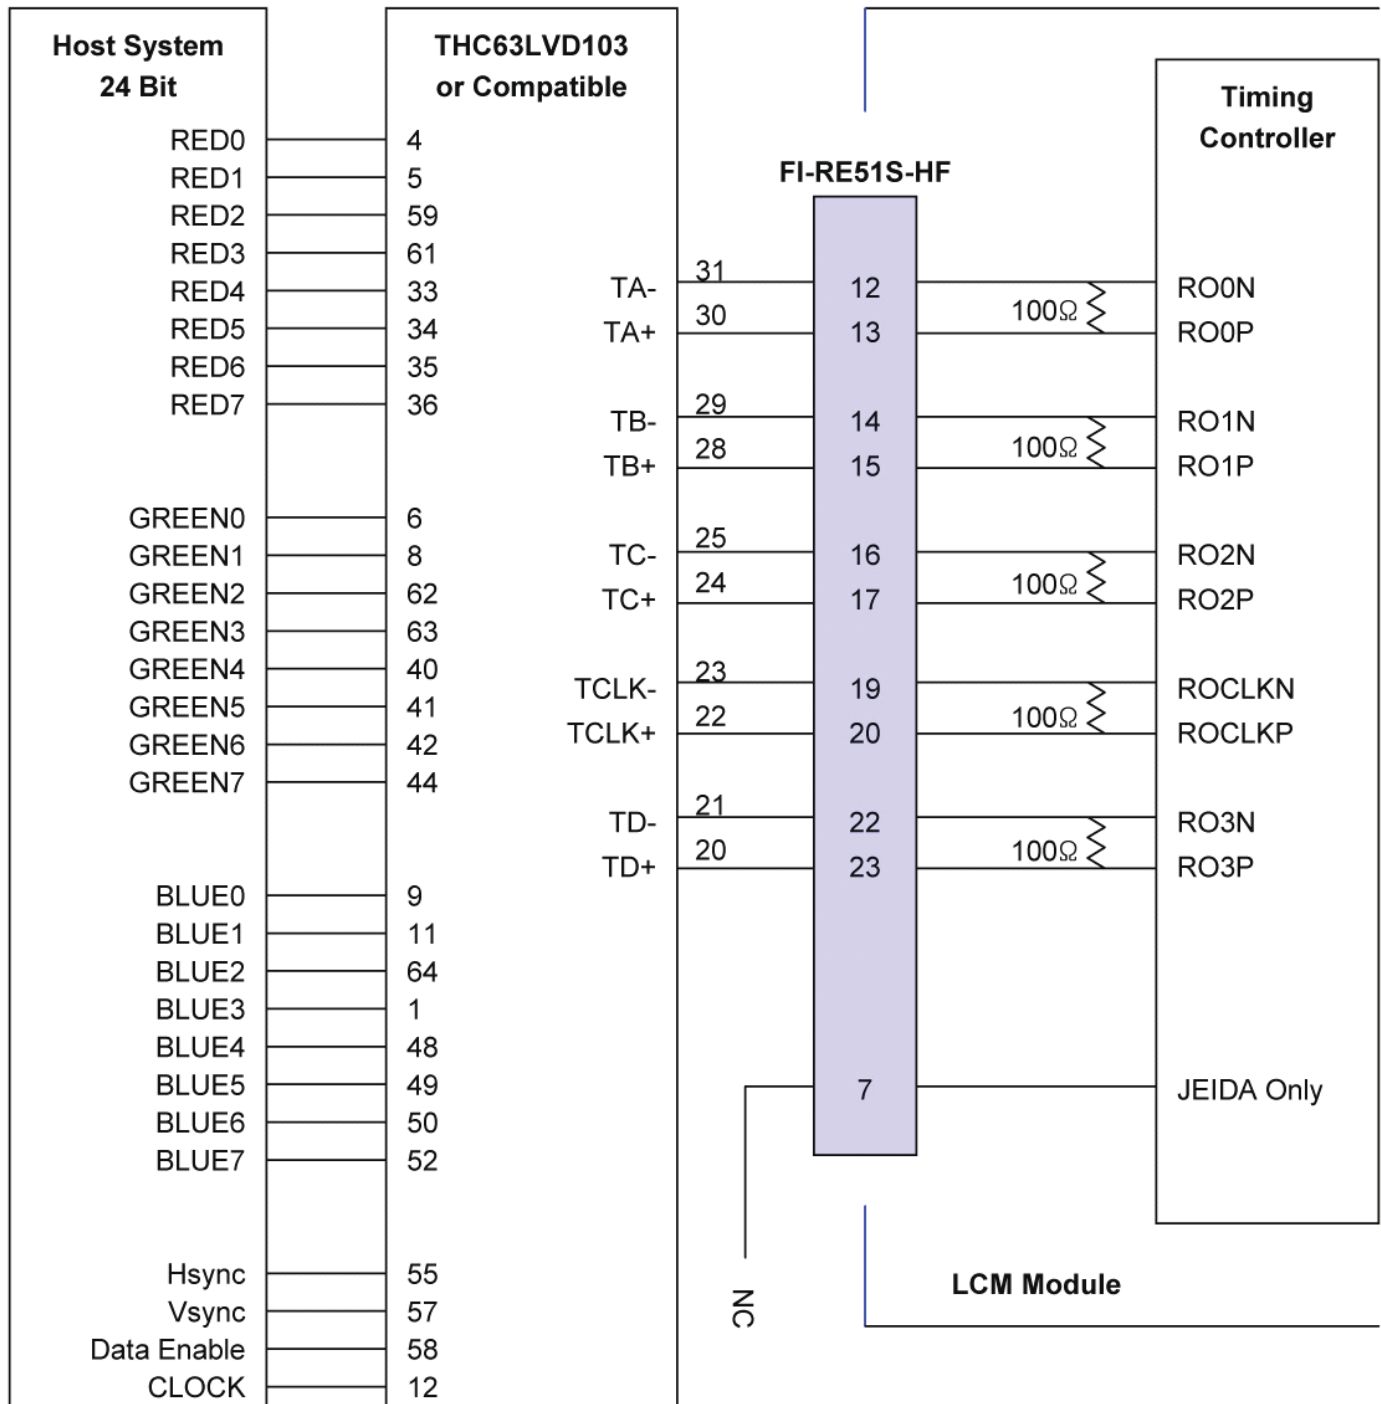 Host System
24 Bit
RED0 4
RED1 5
RED2 59
RED3 61
RED4 33
RED5 34
RED6 35
RED7 36
GREEN0 6
GREEN1 8
GREEN2 62
GREEN3 63
GREEN4 40
GREEN5 41
GREEN6 42
GREEN7 44
BLUE0 9
BLUE1 11
BLUE2 64
BLUE3 1
BLUE4 48
BLUE5 49
BLUE6 50
BLUE7 52
Hsync 55
Vsync 57
Data Enable 58
CLOCK 12
THC63LVD103
or Compatible
TA- 31
TA+ 30
TB- 29
TB+ 28
TC- 25
TC+ 24
TCLK- 23
TCLK+ 22
TD- 21
TD+ 20
FI-RE51S-HF
12
13
14
15
16
17
19
20
22
23
7
NC
100Ω
100Ω
100Ω
100Ω
100Ω
Timing
Controller
RO0N
RO0P
RO1N
RO1P
RO2N
RO2P
ROCLKN
ROCLKP
RO3N
RO3P
JEIDA Only
LCM Module